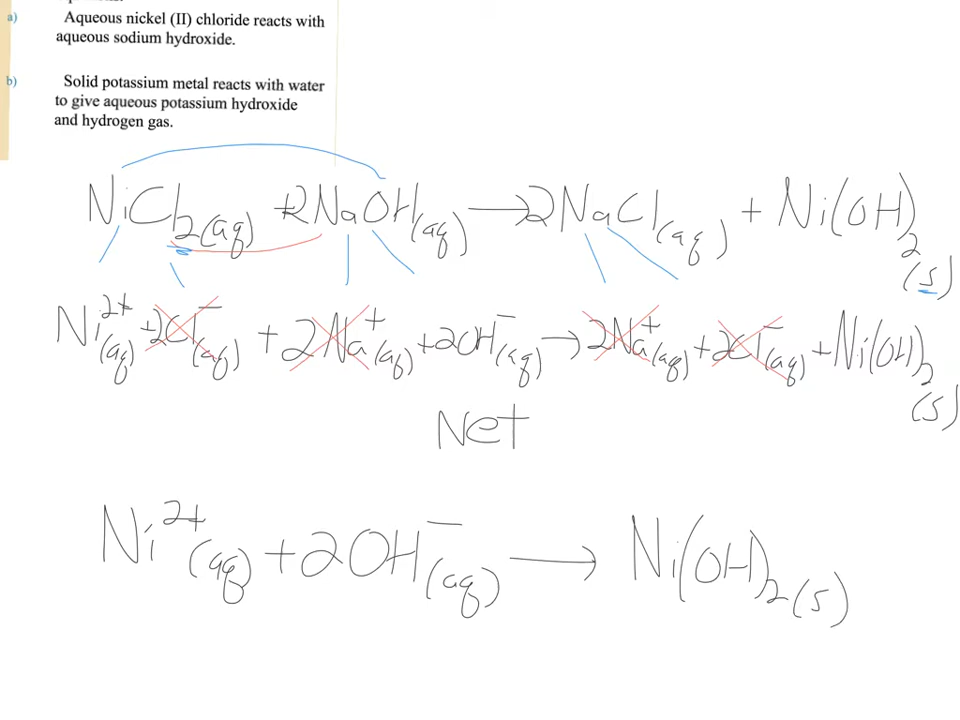 a) Aqueous nickel (II) chloride reacts with
aqueous sodium hydroxide.
b) Solid potassium metal reacts with water
to give aqueous potassium hydroxide
and hydrogen gas.
NiCl₂(aq) + 2NaOH(aq) → 2NaCl(aq) + Ni(OH)₂(s)
Ni²⁺(aq) + 2Cl⁻(aq) + 2Na⁺(aq) + 2OH⁻(aq) → 2Na⁺(aq) + 2Cl⁻(aq) + Ni(OH)₂(s)
Net
Ni²⁺(aq) + 2OH⁻(aq) → Ni(OH)₂(s)